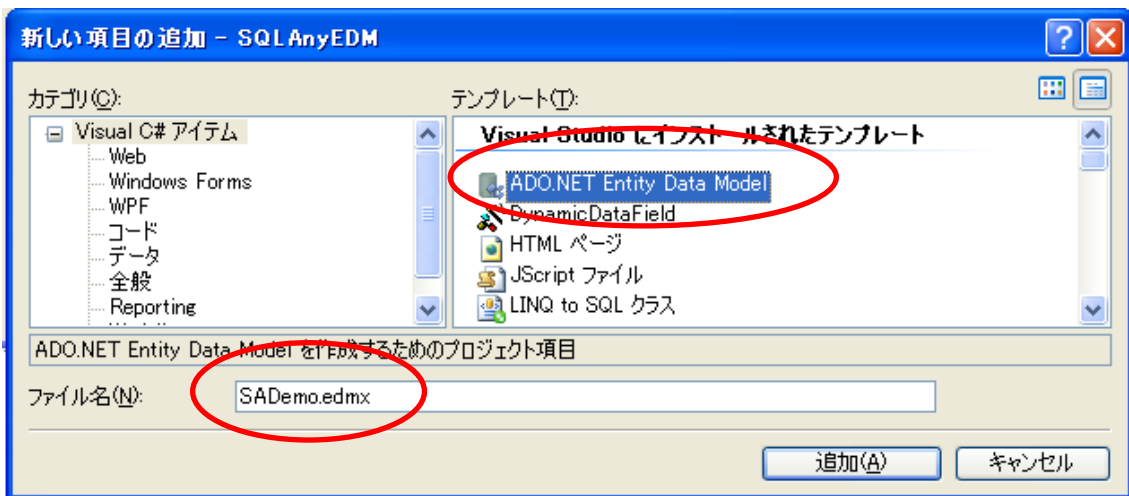 新しい項目の追加 - SQLAnyEDM
カテゴリ(C):
テンプレート(T):
Visual C# アイテム
Web
Windows Forms
WPF
コード
データ
全般
Reporting
Visual Studio にインストールされたテンプレート
ADO.NET Entity Data Model
DynamicDataField
HTML ページ
JScript ファイル
LINQ to SQL クラス
ADO.NET Entity Data Model を作成するためのプロジェクト項目
ファイル名(N):
SADemo.edmx
追加(A)
キャンセル